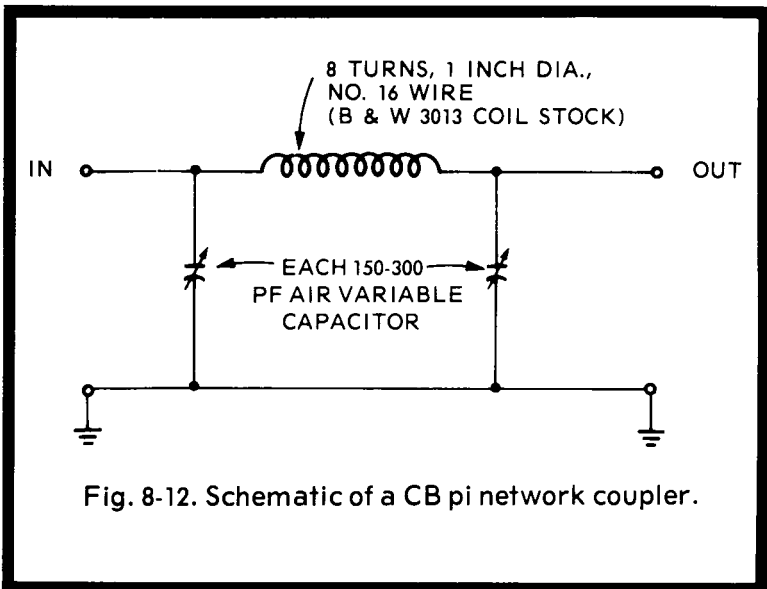 8 TURNS, 1 INCH DIA.,
NO. 16 WIRE
(B & W 3013 COIL STOCK)
IN
OUT
EACH 150-300
PF AIR VARIABLE
CAPACITOR
Fig. 8-12. Schematic of a CB pi network coupler.